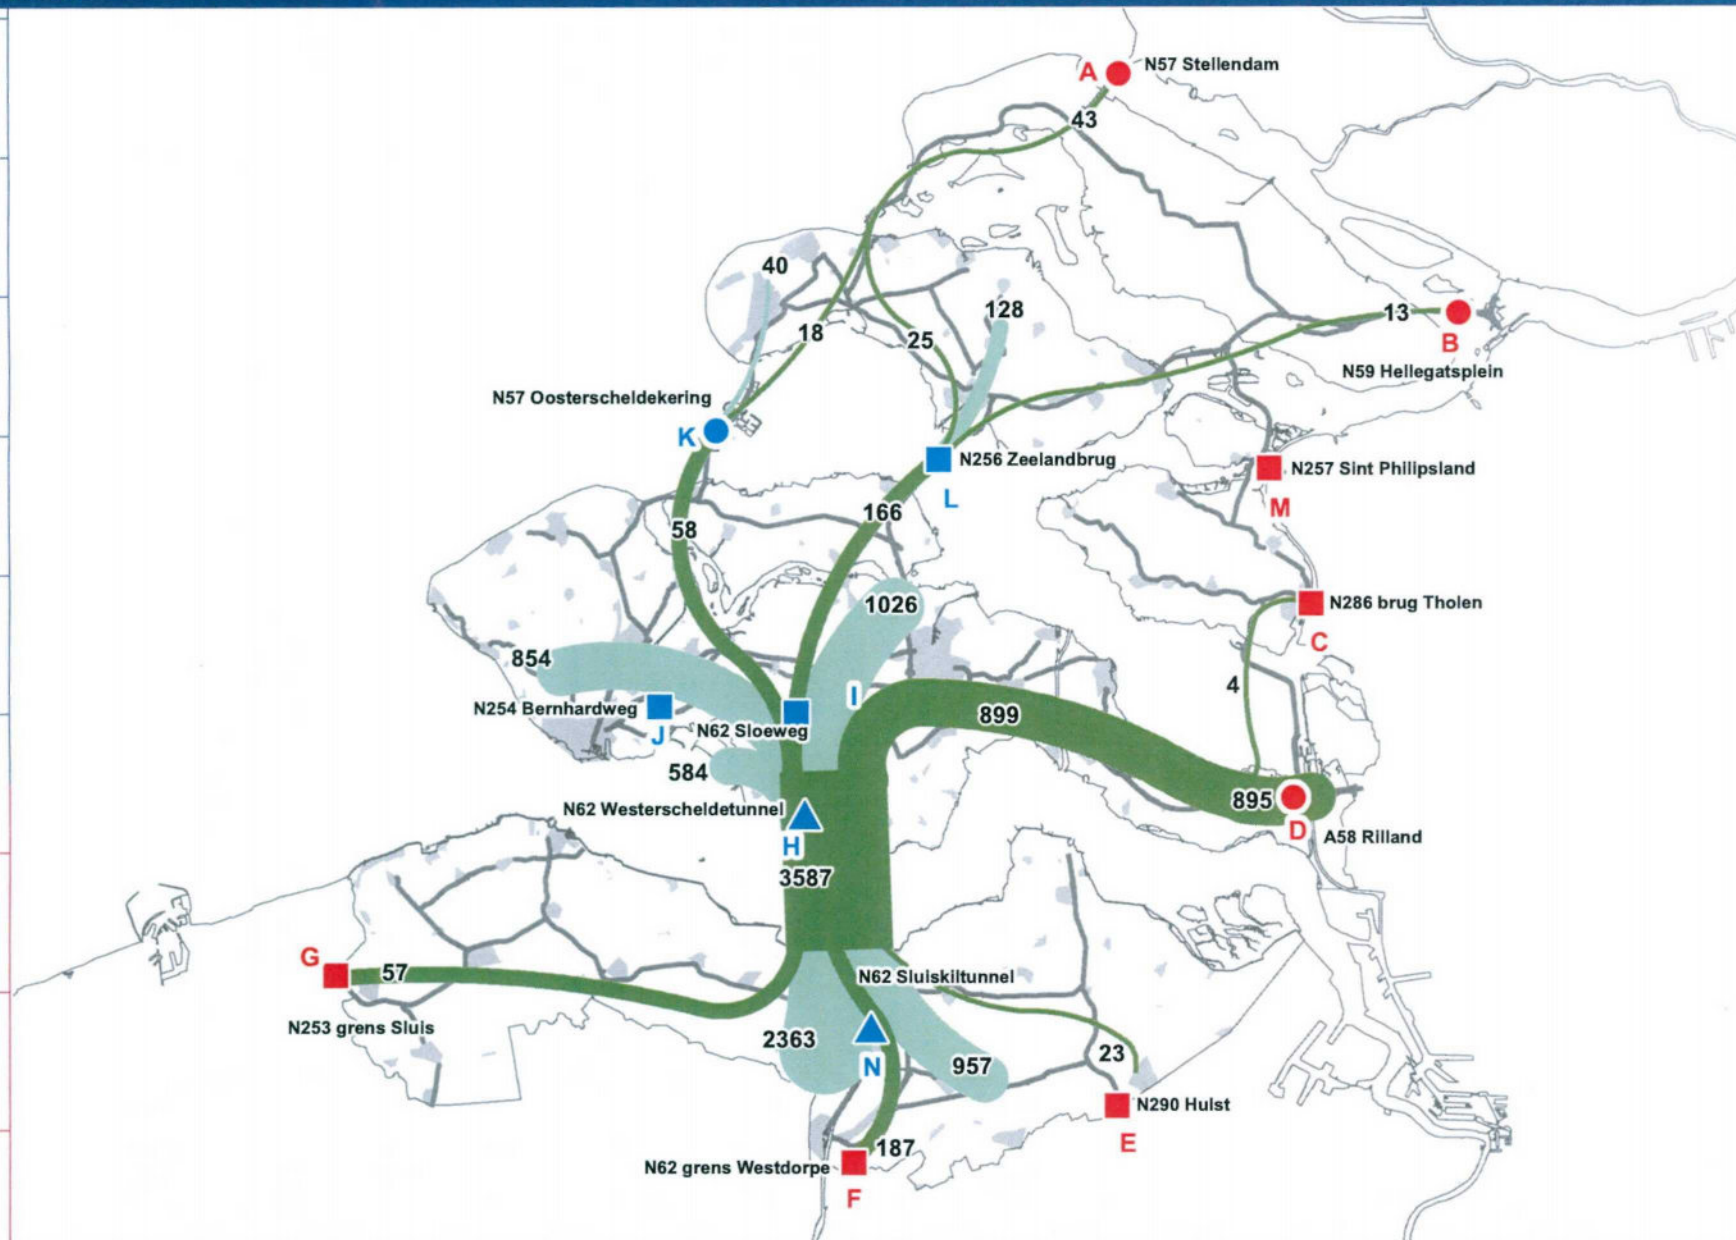 A N57 Stellendam
43
40
128
18
25
13
B
N59 Hellegatsplein
N57 Oosterscheldekering
K
N256 Zeelandbrug
L
N257 Sint Philipsland
M
58
166
1026
N286 brug Tholen
C
854
4
I
N254 Bernhardweg
J
N62 Sloeweg
899
584
895
D
A58 Rilland
N62 Westerscheldetunnel
H
3587
G
57
N62 Sluiskiltunnel
N253 grens Sluis
2363
N
957
23
N290 Hulst
E
187
N62 grens Westdorpe
F